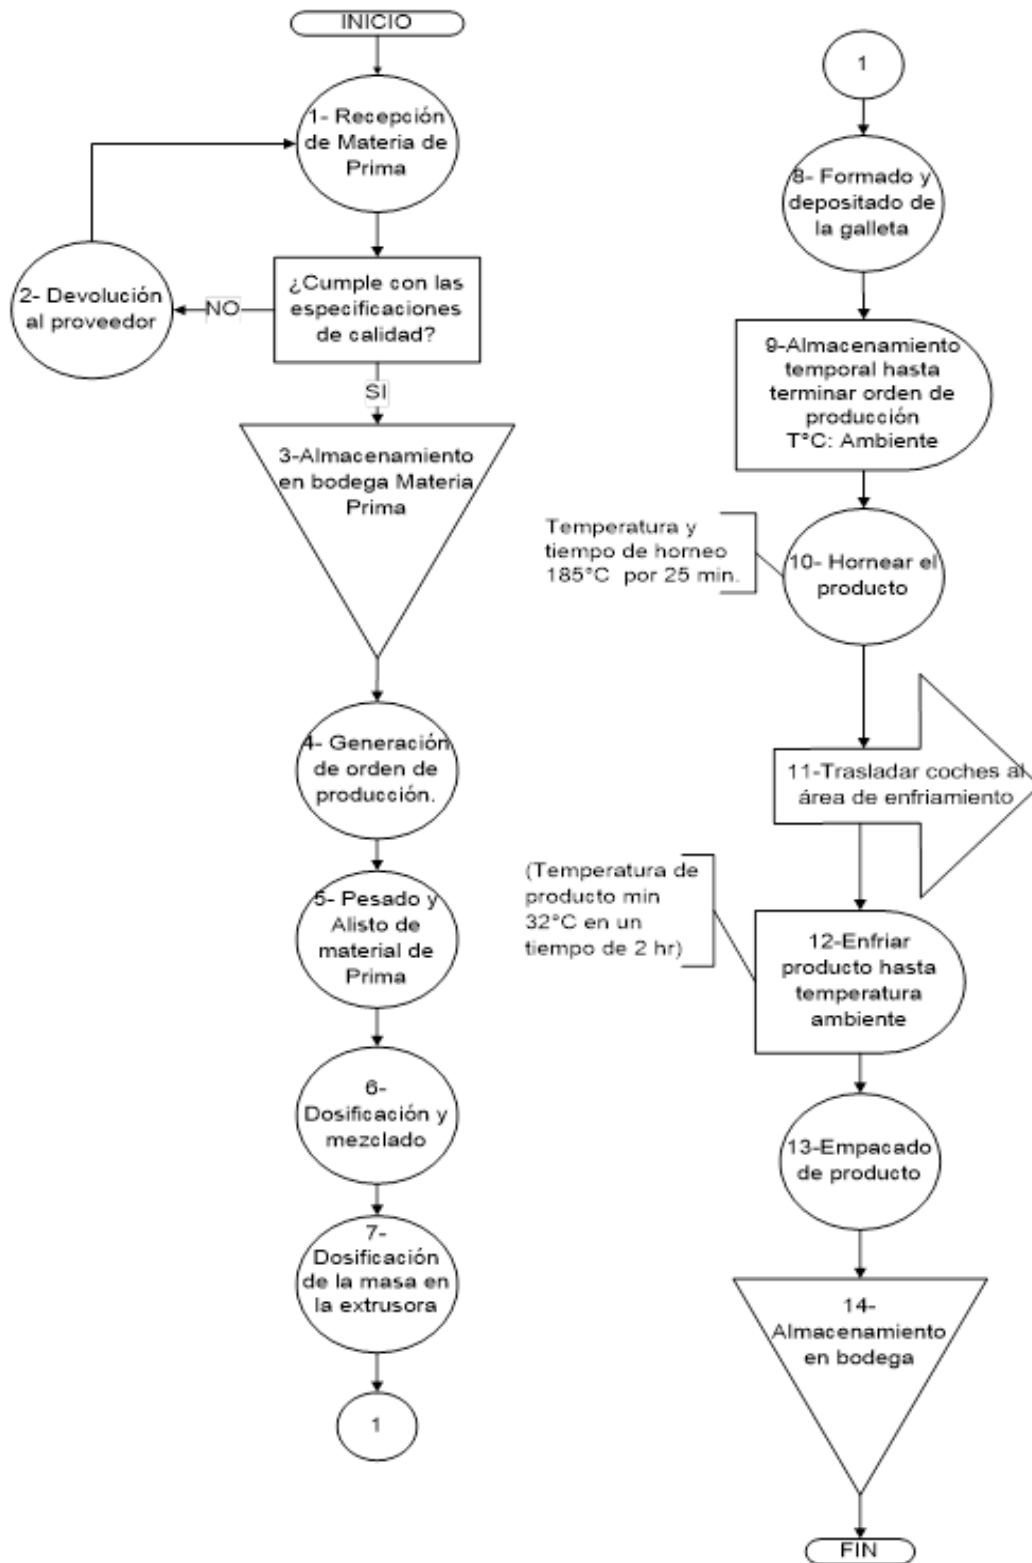 INICIO
1- Recepción
de Materia de
Prima
¿Cumple con las
especificaciones
de calidad?
NO
2- Devolución
al proveedor
SI
3-Almacenamiento
en bodega Materia
Prima
4- Generación
de orden de
producción.
5- Pesado y
Alisto de
material de
Prima
6-
Dosificación y
mezclado
7-
Dosificación
de la masa en
la extrusora
1
1
8- Formado y
depositado de
la galleta
9-Almacenamiento
temporal hasta
terminar orden de
producción
T°C: Ambiente
Temperatura y
tiempo de horneo
185°C por 25 min.
10- Hornear el
producto
11-Trasladar coches al
área de enfriamiento
(Temperatura de
producto min
32°C en un
tiempo de 2 hr)
12-Enfriar
producto hasta
temperatura
ambiente
13-Empacado
de producto
14-
Almacenamiento
en bodega
FIN